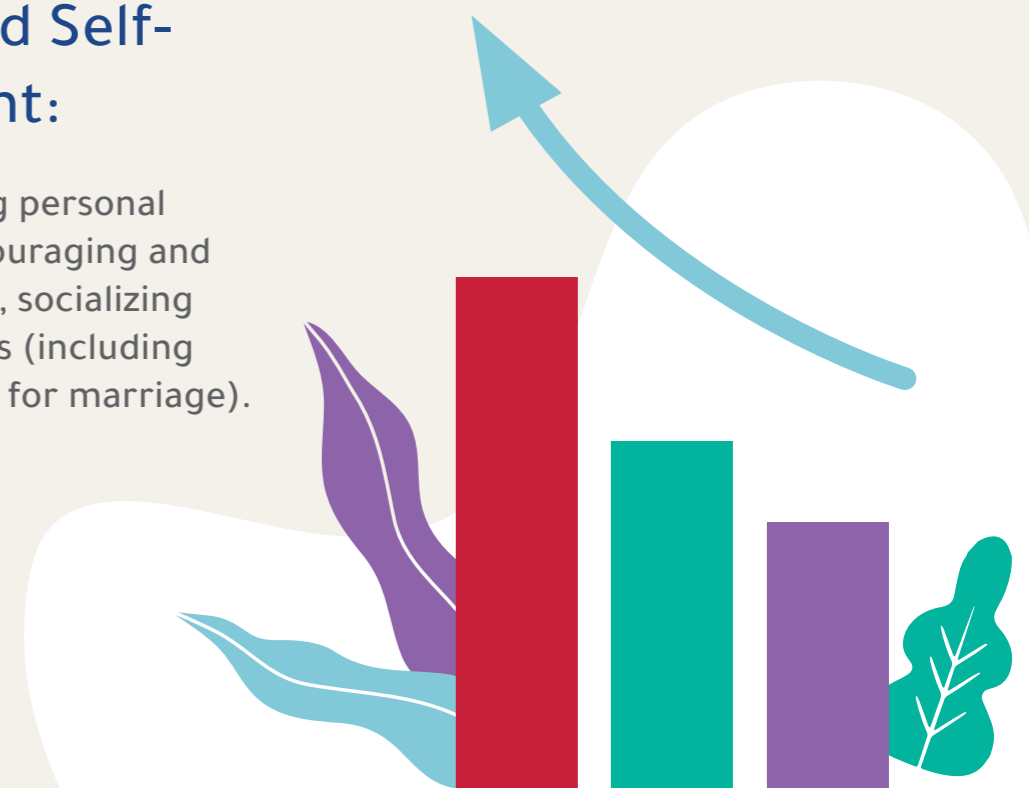 d Self-
nt:
g personal
ouraging and
, socializing
s (including
for marriage).